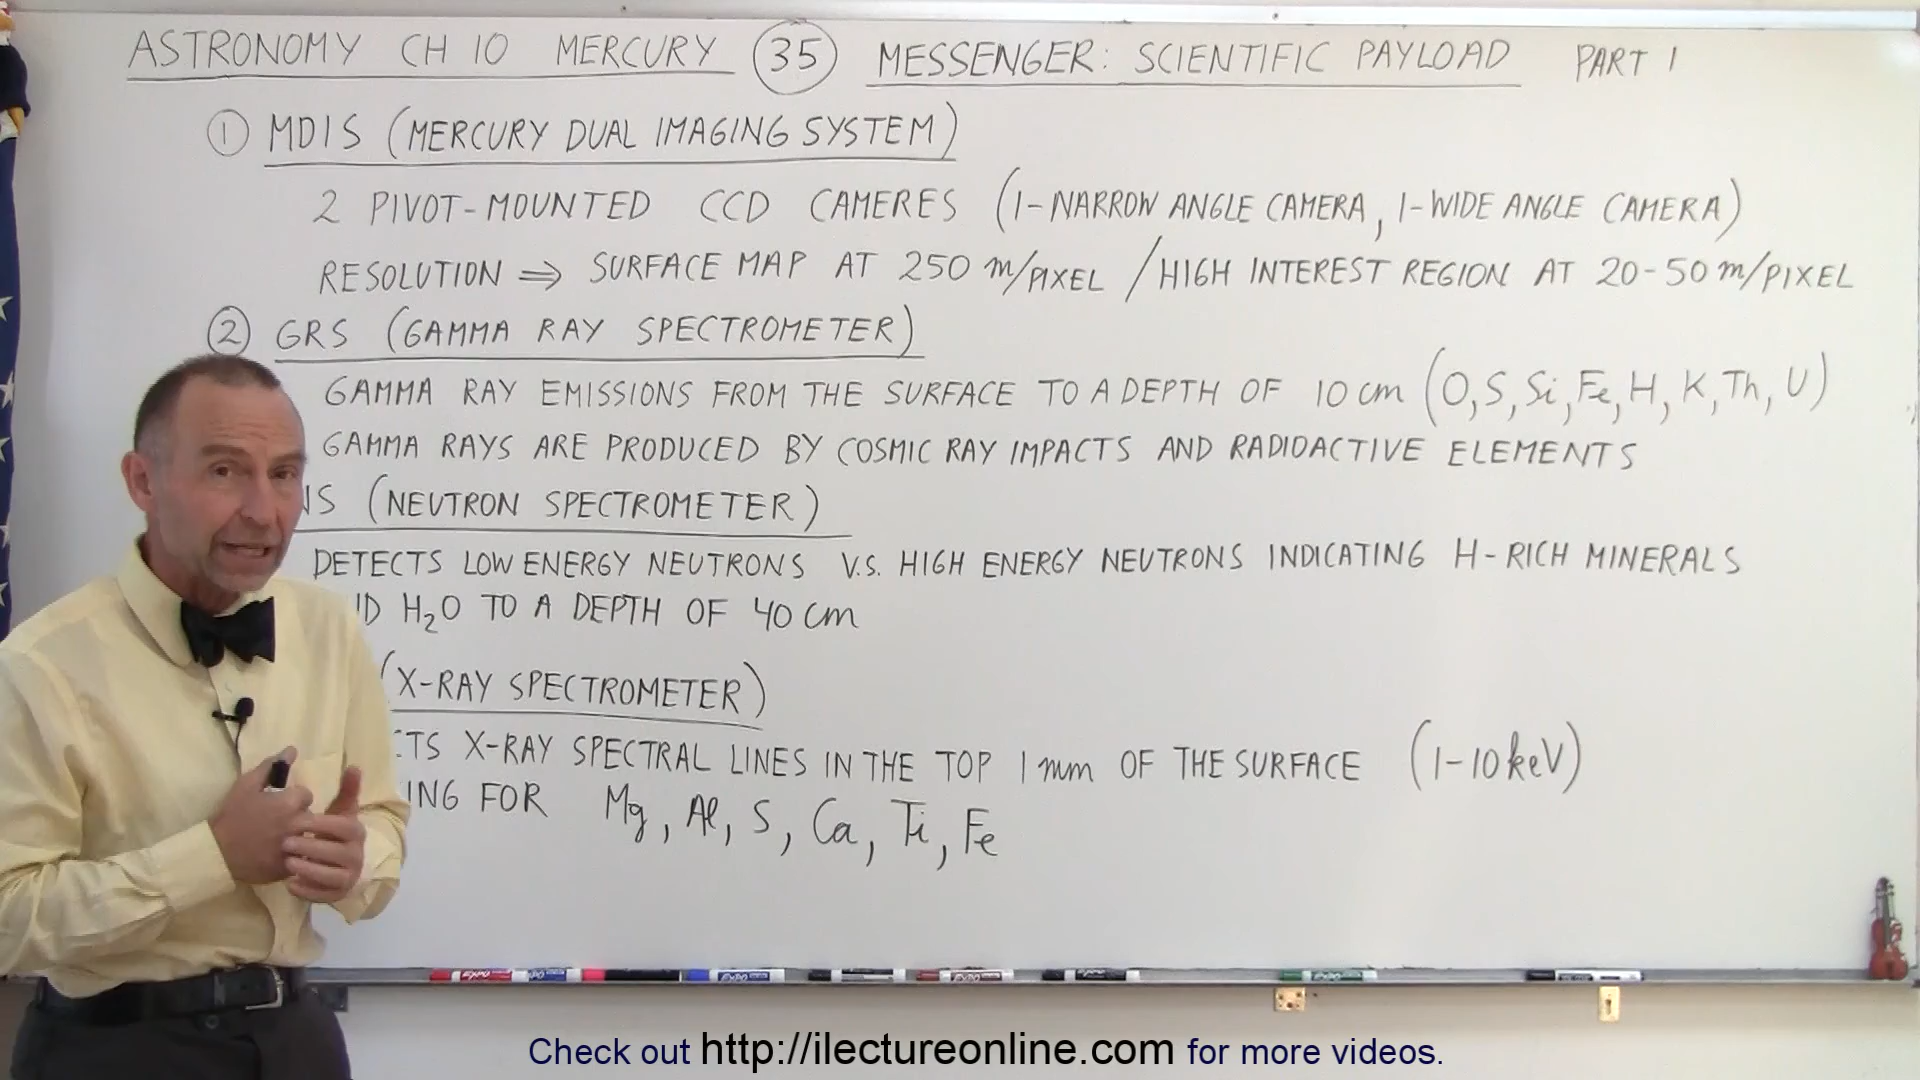 ASTRONOMY CH 10 MERCURY 35 MESSENGER: SCIENTIFIC PAYLOAD PART 1
1 MDIS (MERCURY DUAL IMAGING SYSTEM)
2 PIVOT-MOUNTED CCD CAMERES (1-NARROW ANGLE CAMERA, 1-WIDE ANGLE CAMERA)
RESOLUTION ⇒ SURFACE MAP AT 250 m/PIXEL / HIGH INTEREST REGION AT 20-50 m/PIXEL
2 GRS (GAMMA RAY SPECTROMETER)
GAMMA RAY EMISSIONS FROM THE SURFACE TO A DEPTH OF 10 cm (O, S, Si, Fe, H, K, Th, U)
GAMMA RAYS ARE PRODUCED BY COSMIC RAY IMPACTS AND RADIOACTIVE ELEMENTS
NS (NEUTRON SPECTROMETER)
DETECTS LOW ENERGY NEUTRONS V.S. HIGH ENERGY NEUTRONS INDICATING H-RICH MINERALS
H₂O TO A DEPTH OF 40 cm
(X-RAY SPECTROMETER)
CTS X-RAY SPECTRAL LINES IN THE TOP 1 mm OF THE SURFACE (1-10 keV)
ING FOR Mg, Al, S, Ca, Ti, Fe
Check out http://ilectureonline.com for more videos.